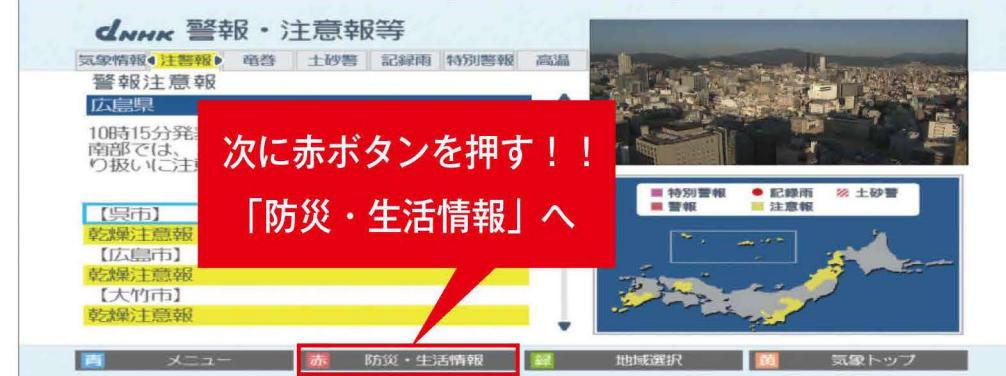 dNHK 警報・注意報等
気象情報 注警報 竜巻 土砂警 記録雨 特別警報 高温
警報注意報
広島県
10時15分発
南部では、
り扱いに注
次に赤ボタンを押す！！
「防災・生活情報」へ
【呉市】
乾燥注意報
【広島市】
乾燥注意報
【大竹市】
乾燥注意報
特別警報 記録雨 土砂警
警報 注意報
青 メニュー 赤 防災・生活情報 緑 地域選択 黄 気象トップ